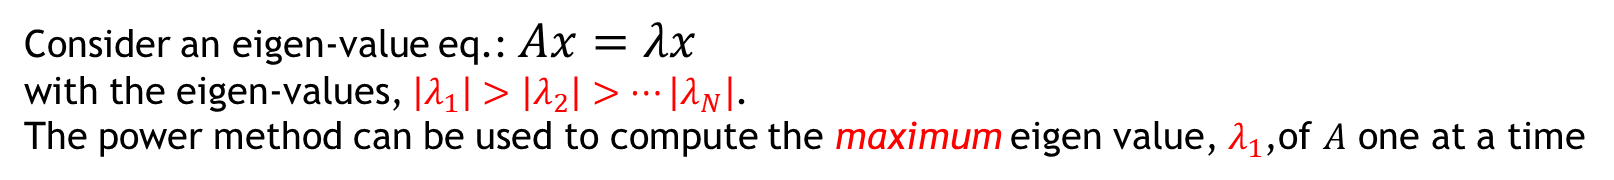 Consider an eigen-value eq.: 𝐴𝑥 = 𝜆𝑥
with the eigen-values, |𝜆₁| > |𝜆₂| > ⋯ |𝜆_N|.
The power method can be used to compute the maximum eigen value, 𝜆₁,of 𝐴 one at a time